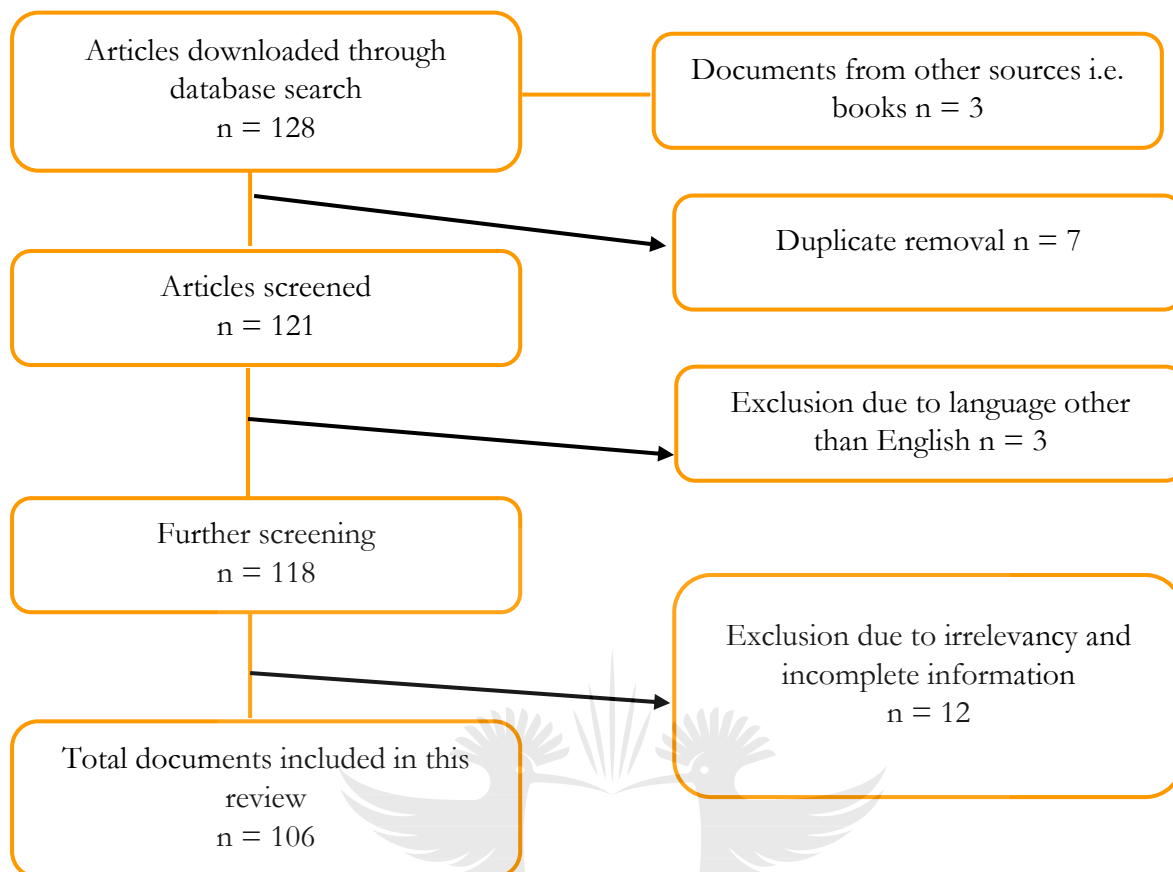 Articles downloaded through
database search
n = 128
Documents from other sources i.e.
books n = 3
Duplicate removal n = 7
Articles screened
n = 121
Exclusion due to language other
than English n = 3
Further screening
n = 118
Exclusion due to irrelevancy and
incomplete information
n = 12
Total documents included in this
review
n = 106